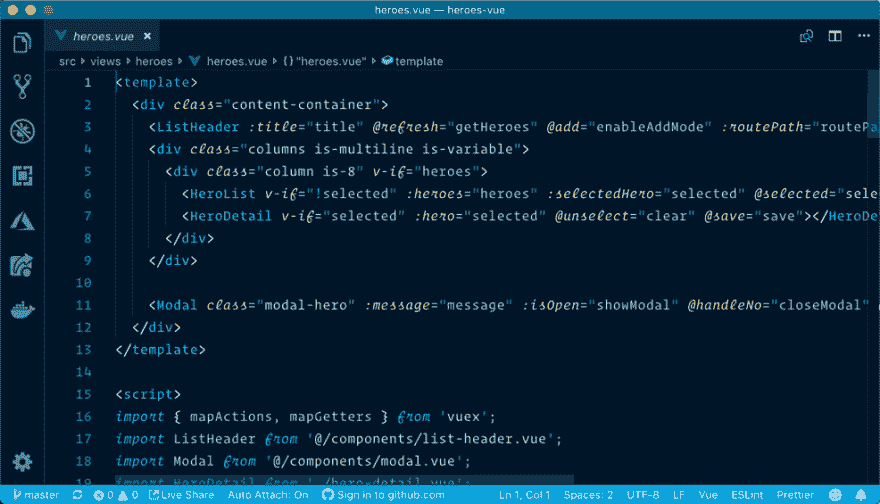 heroes.vue — heroes-vue
heroes.vue ×
src views heroes heroes.vue {} "heroes.vue" template
1 <template>
2 <div class="content-container">
3 <ListHeader :title="title" @refresh="getHeroes" @add="enableAddMode" :routePath="routePa
4 <div class="columns is-multiline is-variable">
5 <div class="column is-8" v-if="heroes">
6 <HeroList v-if="!selected" :heroes="heroes" :selectedHero="selected" @selected="sele
7 <HeroDetail v-if="selected" :hero="selected" @unselect="clear" @save="save"></HeroDe
8 </div>
9 </div>
10
11 <Modal class="modal-hero" :message="message" :isOpen="showModal" @handleNo="closeModal"
12 </div>
13 </template>
14
15 <script>
16 import { mapActions, mapGetters } from 'vuex';
17 import ListHeader from '@/components/list-header.vue';
18 import Modal from '@/components/modal.vue';
19 import HeroDetail from './hero-detail.vue';
master 0 0 Live Share Auto Attach: On Sign in to github.com Ln 1, Col 1 Spaces: 2 UTF-8 LF Vue ESLint Prettier